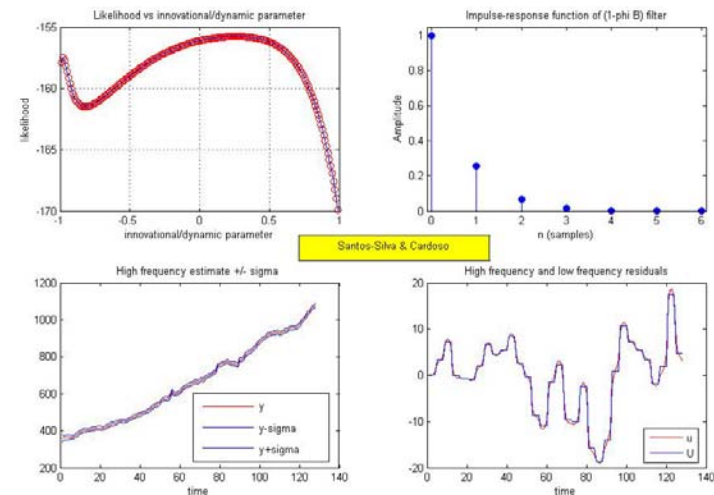 Likelihood vs innovational/dynamic parameter
-155
-160
-165
-170
likelihood
-1 -0.5 0 0.5 1
innovational/dynamic parameter
Impulse-response function of (1-phi B) filter
1
0.8
0.6
0.4
0.2
0
Amplitude
0 1 2 3 4 5 6
n (samples)
Santos-Silva & Cardoso
High frequency estimate +/- sigma
1200
1000
800
600
400
200
y
y-sigma
y+sigma
0 20 40 60 80 100 120 140
time
High frequency and low frequency residuals
20
10
0
-10
-20
u
U
0 20 40 60 80 100 120 140
time